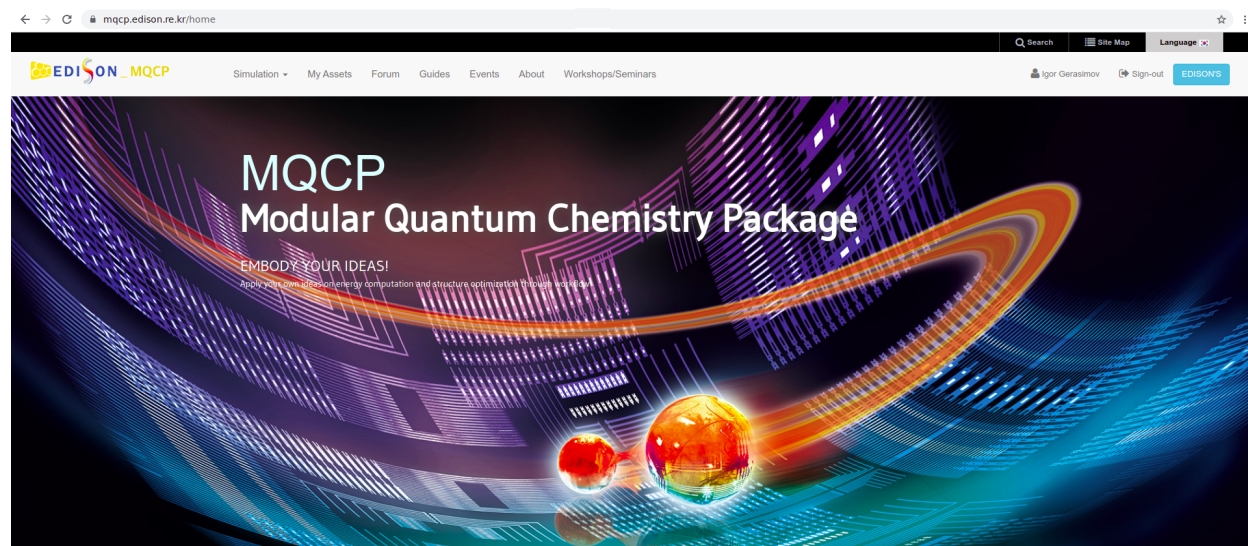 mqcp.edison.re.kr/home
Search Site Map Language
EDISON_MQCP Simulation My Assets Forum Guides Events About Workshops/Seminars Igor Gerasimov Sign-out EDISON'S
MQCP
Modular Quantum Chemistry Package
EMBODY YOUR IDEAS!
Apply your own ideas on energy computation and structure optimization through workflow